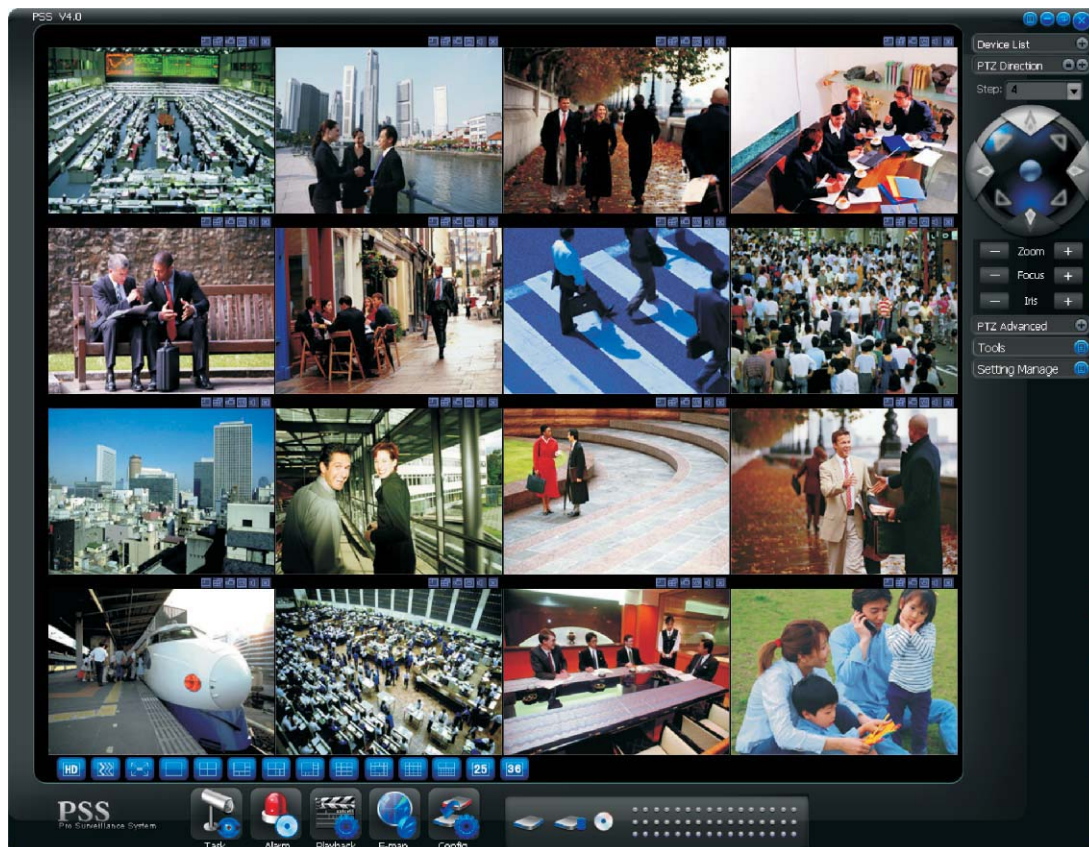 PSS V4.0
Device List
PTZ Direction
Step: 4
Zoom
Focus
Iris
PTZ Advanced
Tools
Setting Manage
HD
25
36
PSS
Pro Surveillance System
Task
Alarm
Playback
E-map
Config